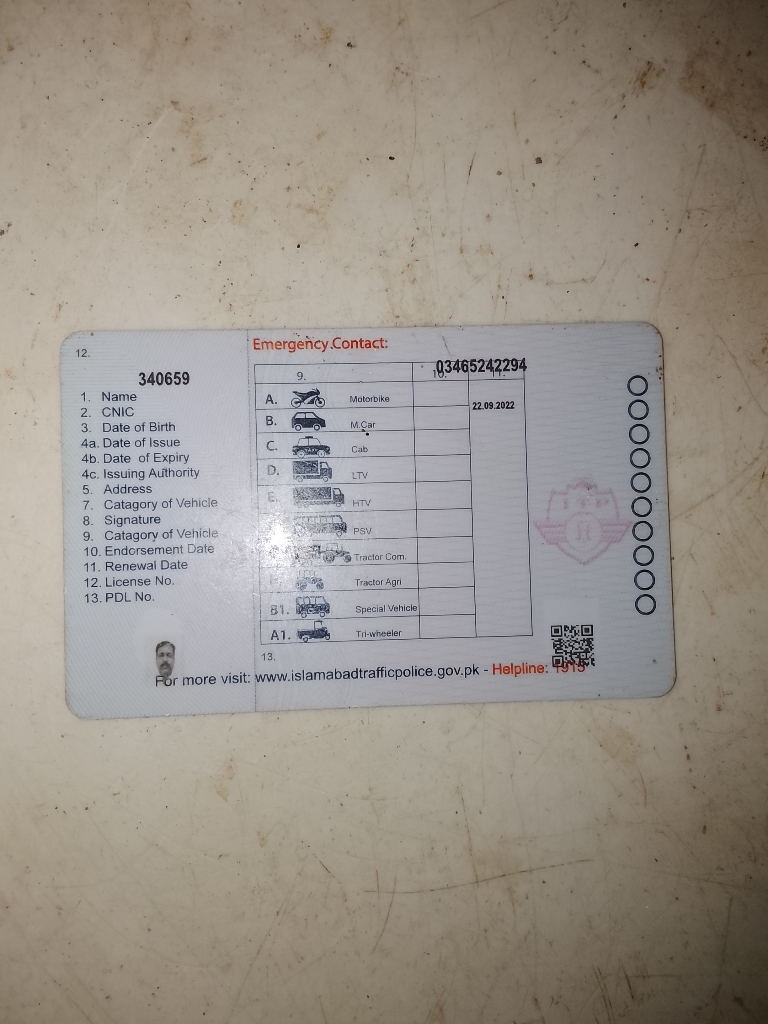 12.
Emergency Contact:
03465242294
340659
9.
10.
11.
1. Name
2. CNIC
3. Date of Birth
4a. Date of Issue
4b. Date of Expiry
4c. Issuing Authority
5. Address
7. Catagory of Vehicle
8. Signature
9. Catagory of Vehicle
10. Endorsement Date
11. Renewal Date
12. License No.
13. PDL No.
A. Motorbike
22.09.2022
B. M.Car
C. Cab
D. LTV
E. HTV
PSV
Tractor Com.
Tractor Agri
B1. Special Vehicle
A1. Tri-wheeler
13.
For more visit: www.islamabadtrafficpolice.gov.pk - Helpline: 1915